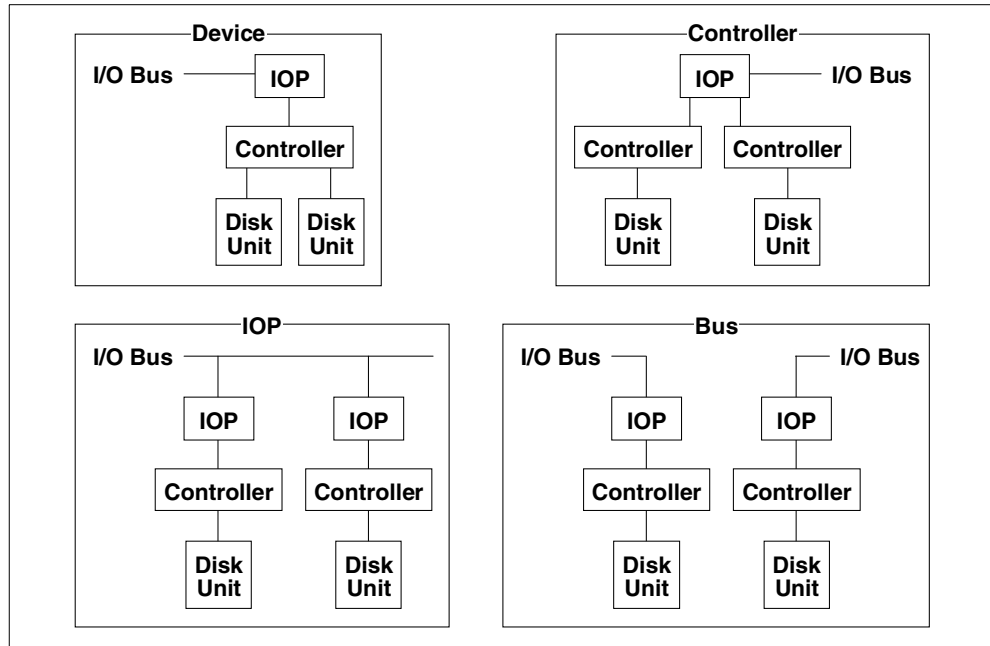 Device
I/O Bus
IOP
Controller
Disk
Unit
Disk
Unit
Controller
IOP
I/O Bus
Controller
Controller
Disk
Unit
Disk
Unit
IOP
I/O Bus
IOP
IOP
Controller
Controller
Disk
Unit
Disk
Unit
Bus
I/O Bus
I/O Bus
IOP
IOP
Controller
Controller
Disk
Unit
Disk
Unit